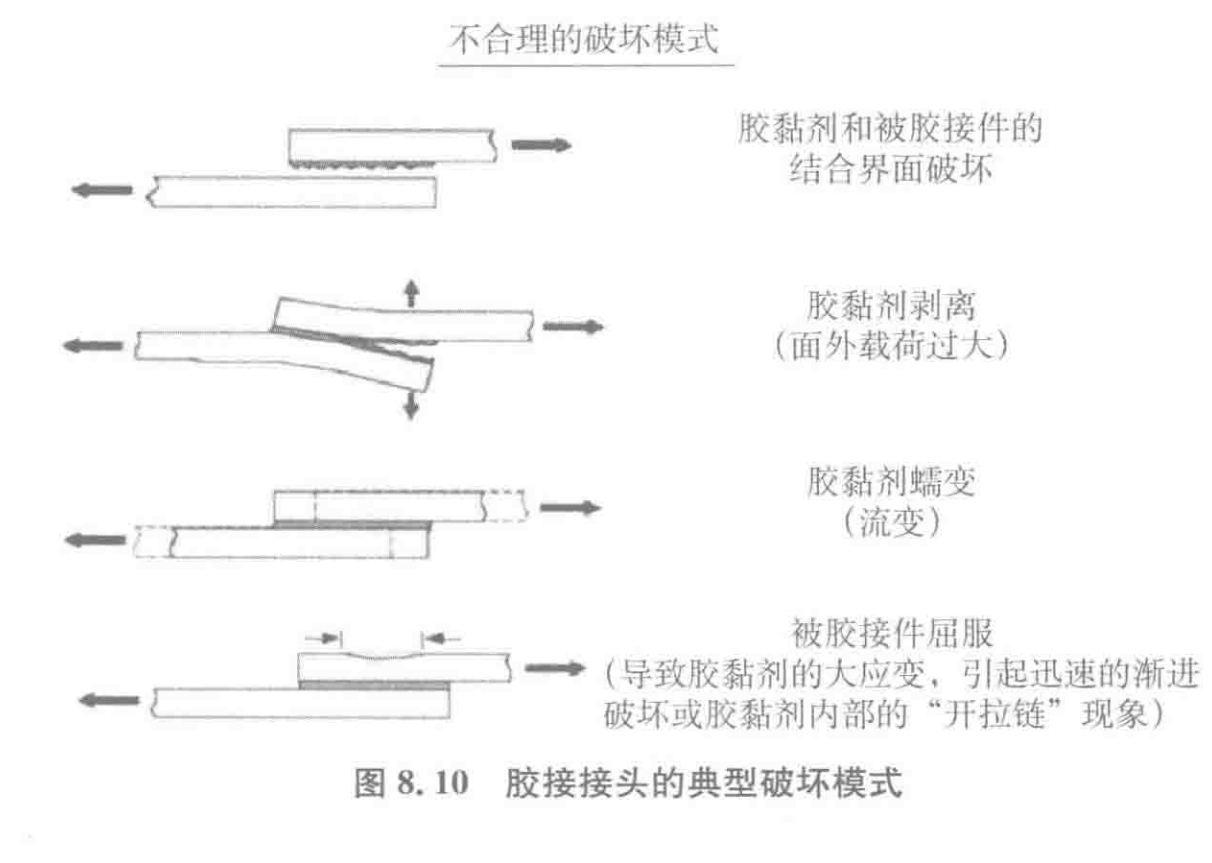 不合理的破坏模式
胶黏剂和被胶接件的
结合界面破坏
胶黏剂剥离
(面外载荷过大)
胶黏剂蠕变
(流变)
被胶接件屈服
(导致胶黏剂的大应变，引起迅速的渐进
破坏或胶黏剂内部的“开拉链”现象)
图 8.10 胶接接头的典型破坏模式